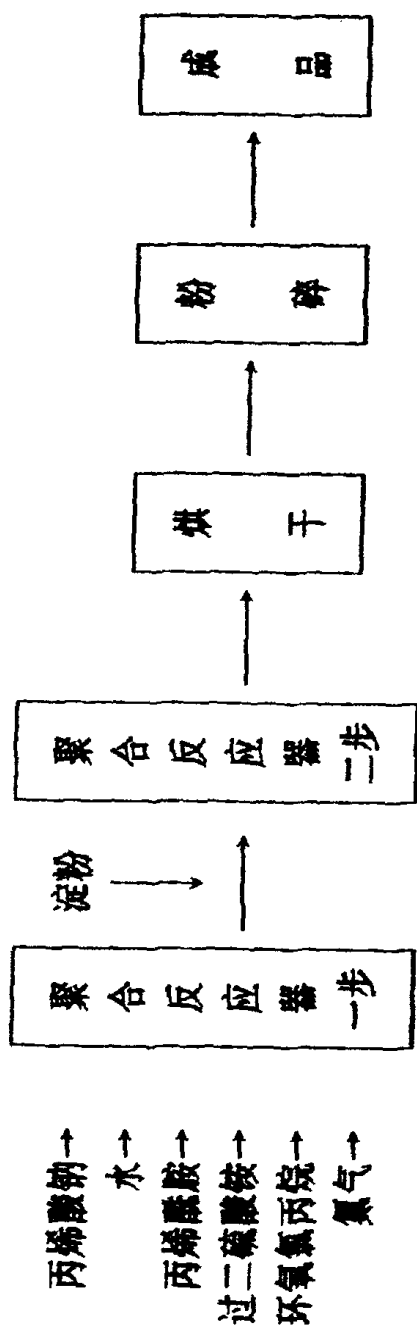 丙烯酸钠→
水→
丙烯酰胺→
过二硫酸铵→
环氧氯丙烷→
氮气→
聚合反应器一步
淀粉
聚合反应器二步
烘干
粉碎
成品